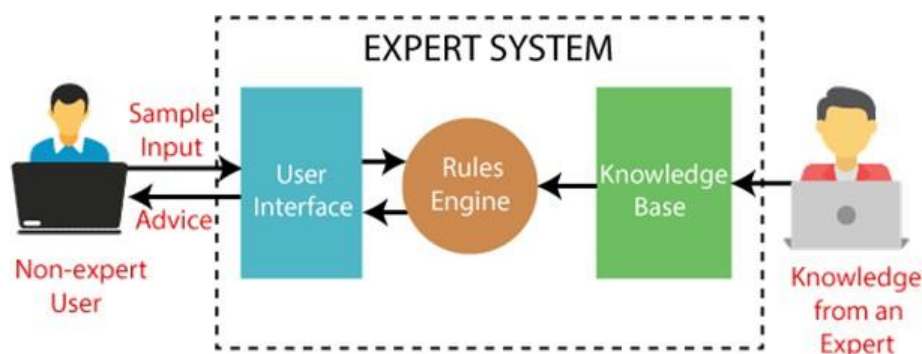 EXPERT SYSTEM
Sample
Input
Advice
Non-expert
User
User
Interface
Rules
Engine
Knowledge
Base
Knowledge
from an
Expert